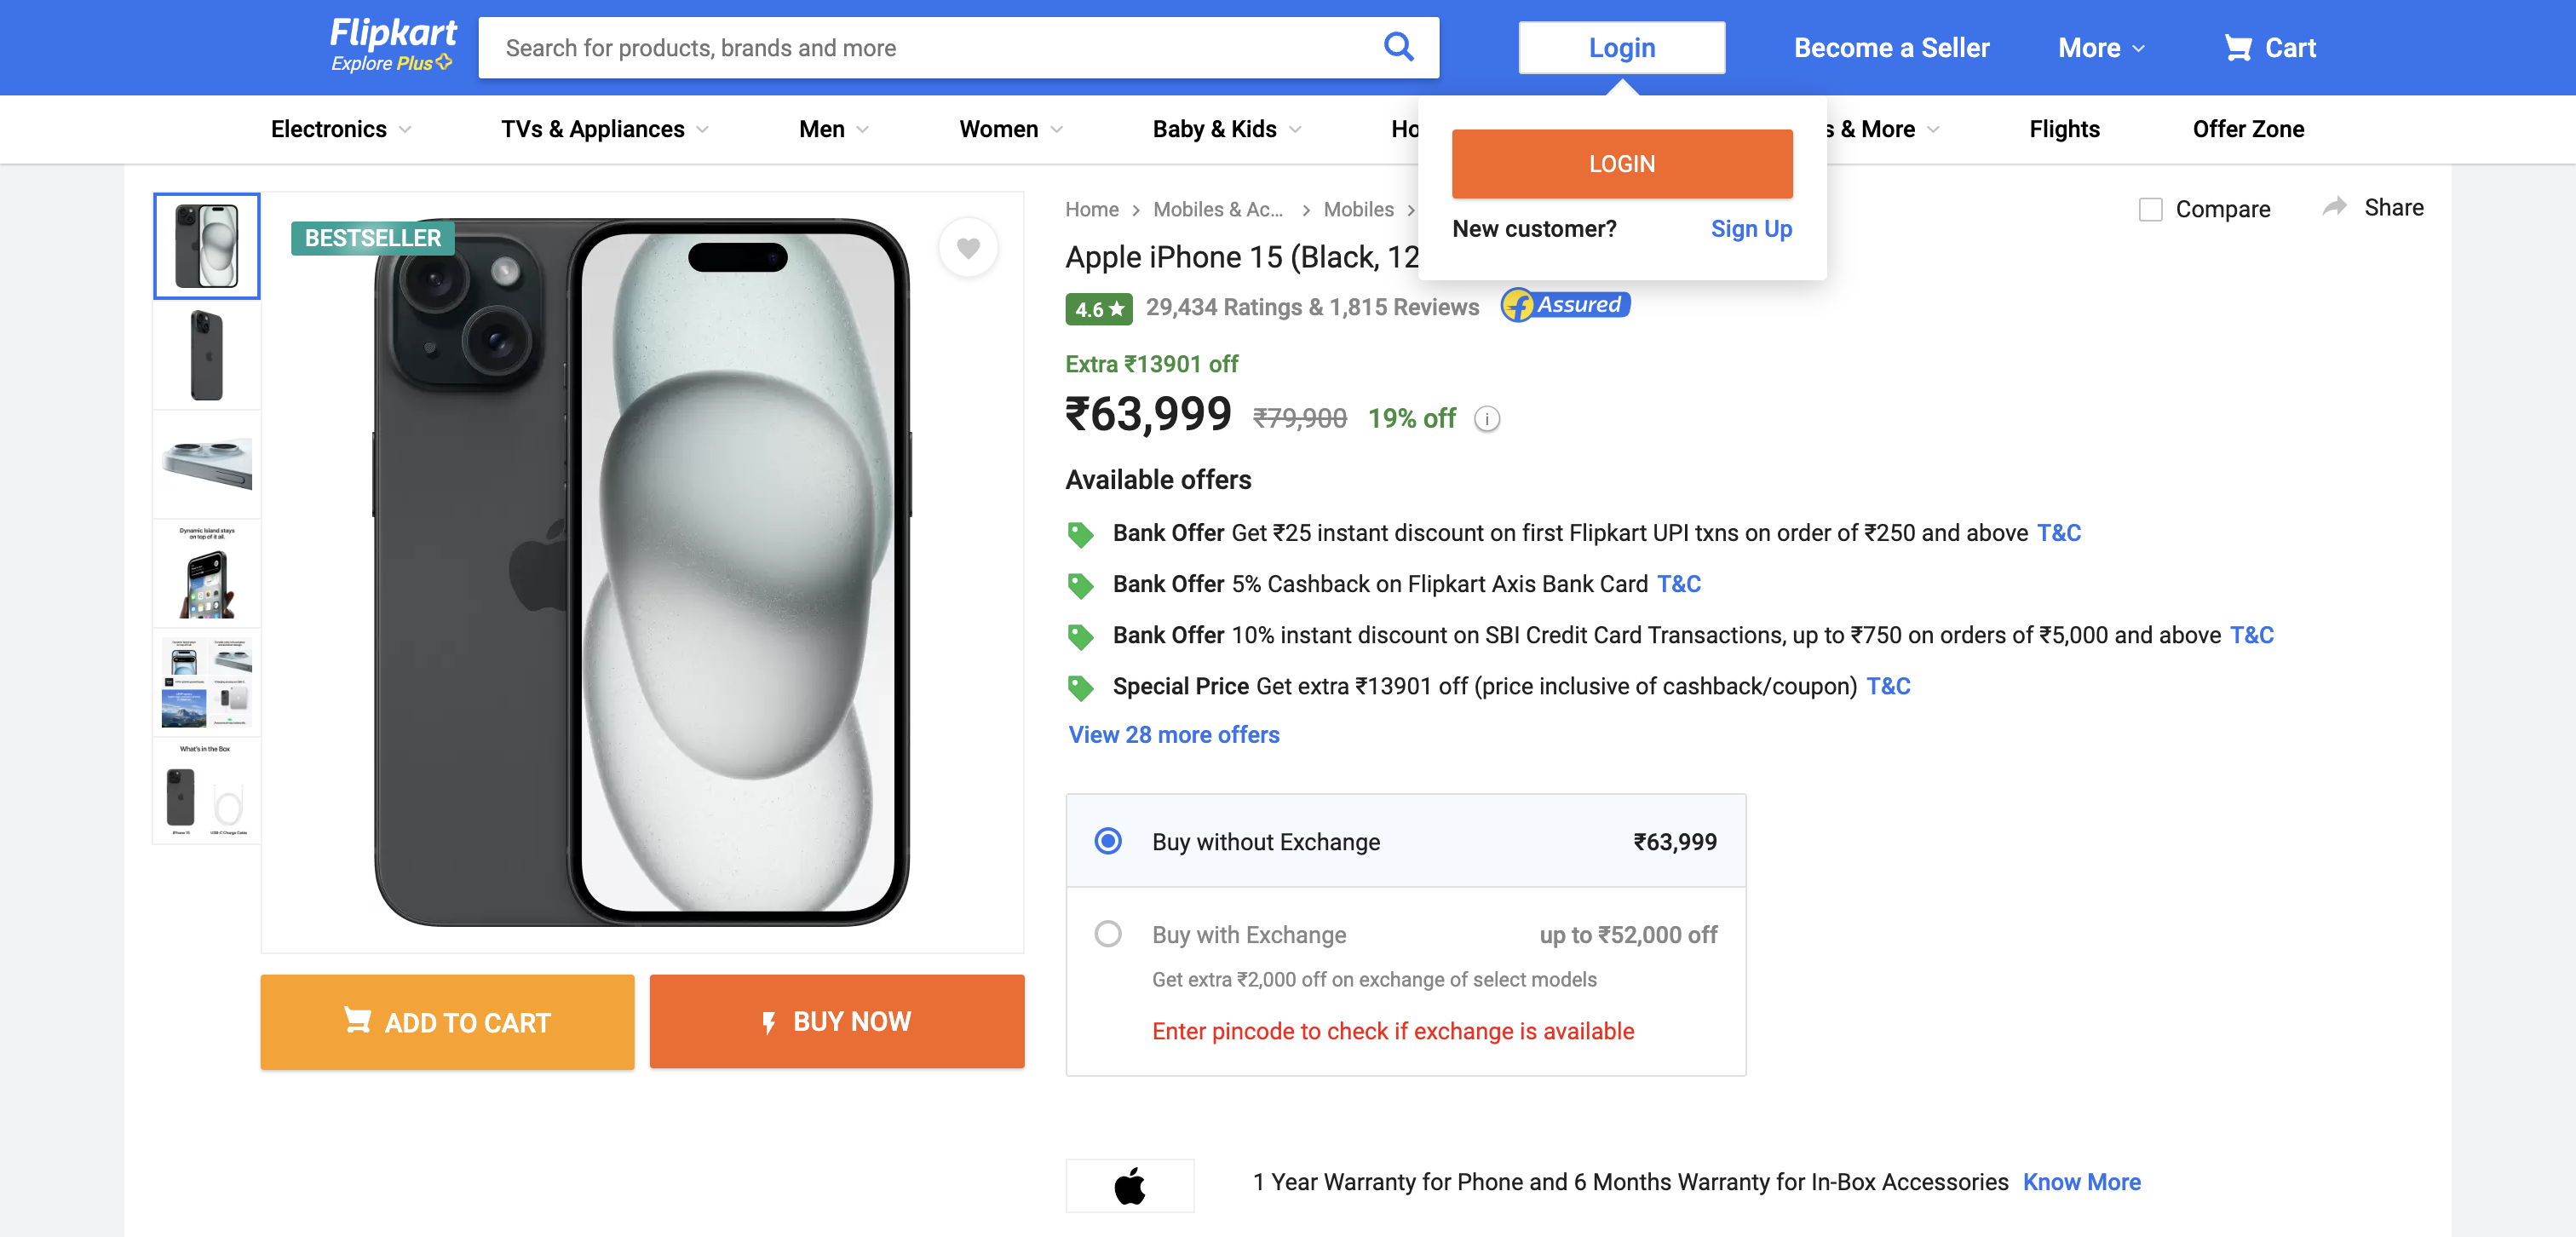 Flipkart
Explore Plus
Search for products, brands and more
Login
Become a Seller
More
Cart
Electronics
TVs & Appliances
Men
Women
Baby & Kids
Ho
s & More
Flights
Offer Zone
LOGIN
New customer? Sign Up
BESTSELLER
Dynamic Island stays
on top of it all.
What's in the Box
iPhone 15
USB-C Charge Cable
ADD TO CART
BUY NOW
Home > Mobiles & Ac... > Mobiles >
Compare
Share
Apple iPhone 15 (Black, 12
4.6★ 29,434 Ratings & 1,815 Reviews Assured
Extra ₹13901 off
₹63,999 ₹79,900 19% off i
Available offers
Bank Offer Get ₹25 instant discount on first Flipkart UPI txns on order of ₹250 and above T&C
Bank Offer 5% Cashback on Flipkart Axis Bank Card T&C
Bank Offer 10% instant discount on SBI Credit Card Transactions, up to ₹750 on orders of ₹5,000 and above T&C
Special Price Get extra ₹13901 off (price inclusive of cashback/coupon) T&C
View 28 more offers
Buy without Exchange ₹63,999
Buy with Exchange up to ₹52,000 off
Get extra ₹2,000 off on exchange of select models
Enter pincode to check if exchange is available
1 Year Warranty for Phone and 6 Months Warranty for In-Box Accessories Know More